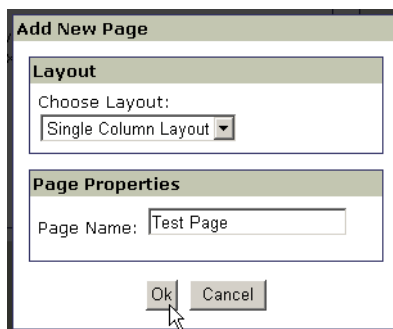 Add New Page
Layout
Choose Layout:
Single Column Layout
Page Properties
Page Name: Test Page
Ok Cancel